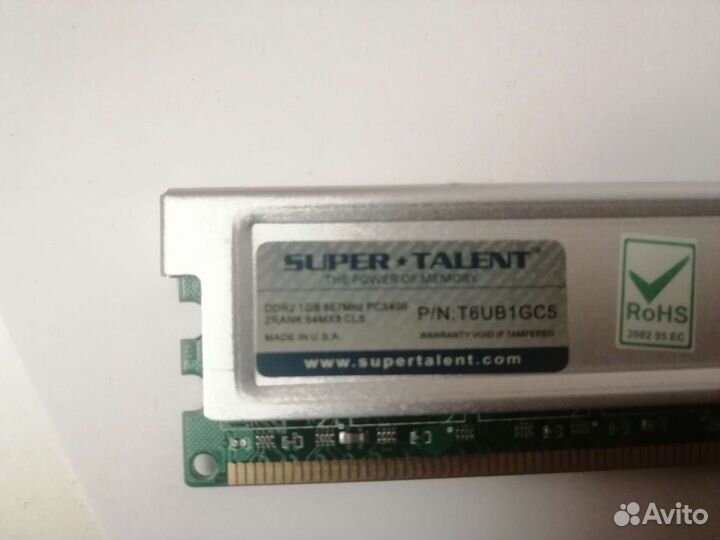 SUPER★TALENT™
THE POWER OF MEMORY
DDR2 1GB 667Mhz PC5400
2RANK 64MX8 CL5
MADE IN U.S.A.
P/N:T6UB1GC5
WARRANTY VOID IF TAMPERED
www.supertalent.com
RoHS
2002 95 EC
Avito